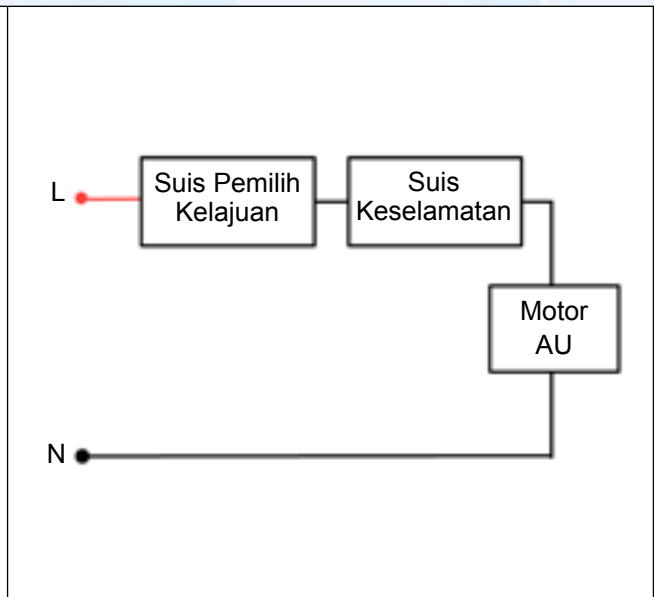 L
Suis Pemilih
Kelajuan
Suis
Keselamatan
Motor
AU
N